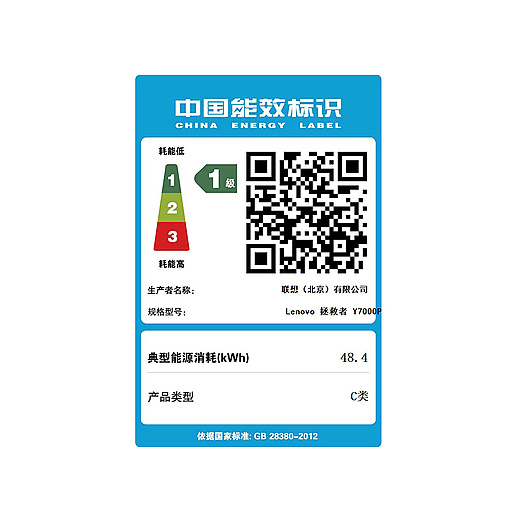 中国能效标识
CHINA ENERGY LABEL
耗能低
1
2
3
1级
耗能高
生产者名称: 联想（北京）有限公司
规格型号: Lenovo 拯救者 Y7000P
典型能源消耗(kWh) 48.4
产品类型 C类
依据国家标准: GB 28380-2012